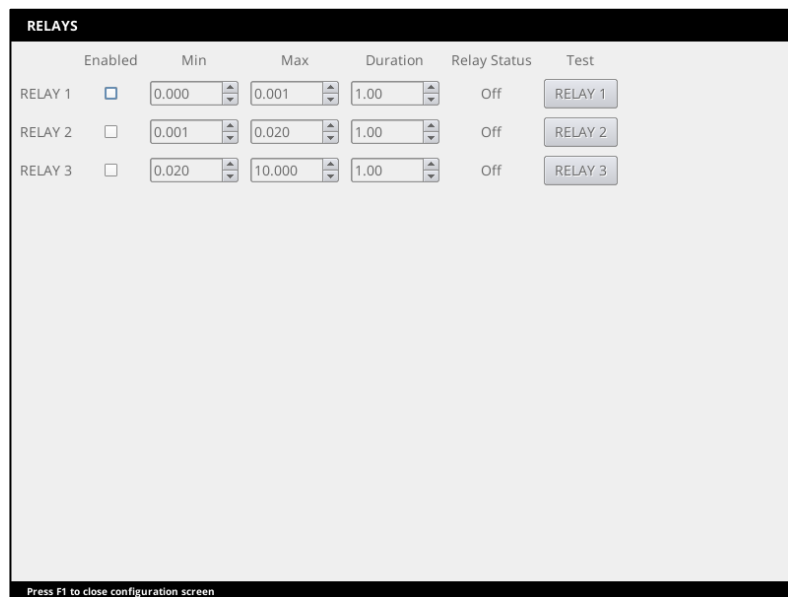 RELAYS
Enabled Min Max Duration Relay Status Test
RELAY 1 0.000 0.001 1.00 Off RELAY 1
RELAY 2 0.001 0.020 1.00 Off RELAY 2
RELAY 3 0.020 10.000 1.00 Off RELAY 3
Press F1 to close configuration screen